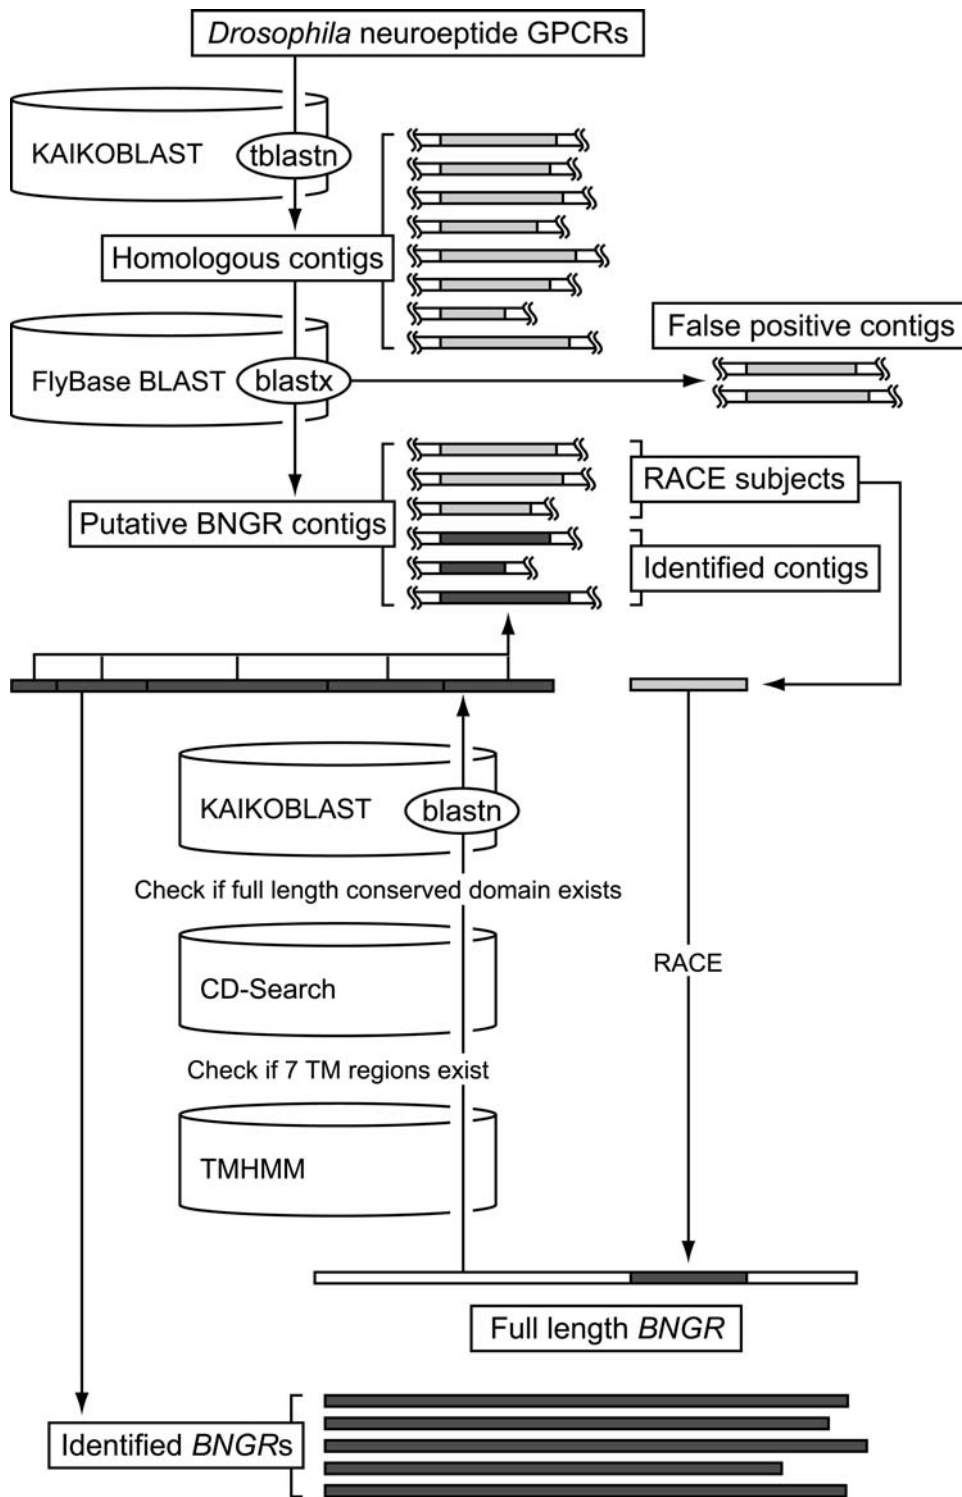 Drosophila neuroeptide GPCRs
KAIKOBLAST
tblastn
Homologous contigs
False positive contigs
FlyBase BLAST
blastx
RACE subjects
Putative BNGR contigs
Identified contigs
KAIKOBLAST
blastn
Check if full length conserved domain exists
RACE
CD-Search
Check if 7 TM regions exist
TMHMM
Full length BNGR
Identified BNGRs